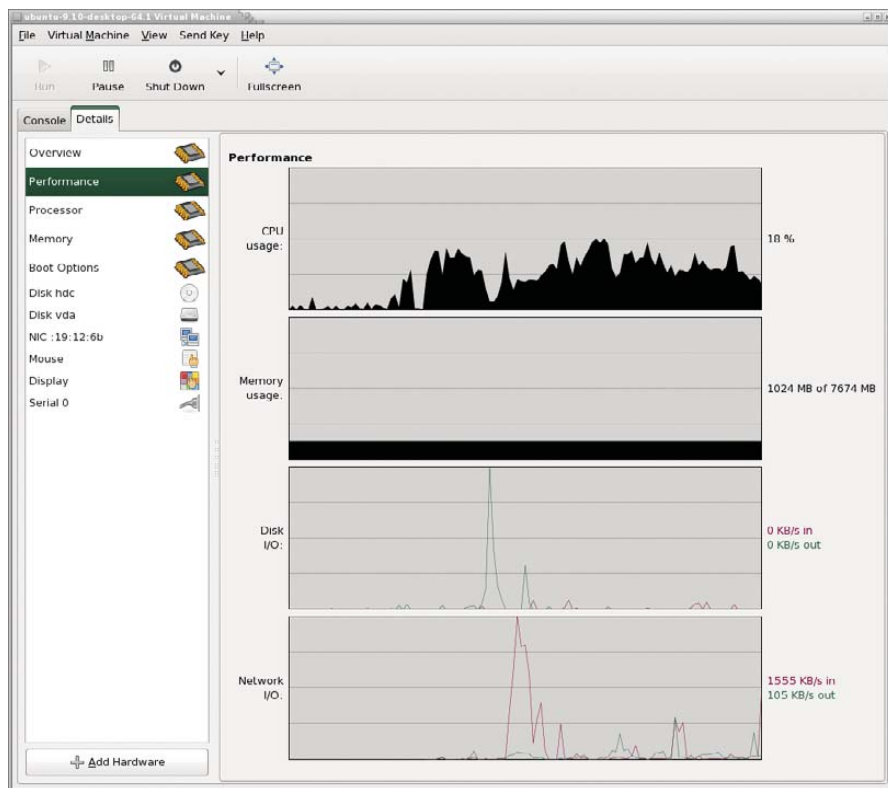 ubuntu-9.10-desktop-64.1 Virtual Machine
File Virtual Machine View Send Key Help
Run Pause Shut Down Fullscreen
Console Details
Overview
Performance
Processor
Memory
Boot Options
Disk hdc
Disk vda
NIC :19:12:6b
Mouse
Display
Serial 0
Add Hardware
Performance
CPU
usage:
18 %
Memory
usage:
1024 MB of 7674 MB
Disk
I/O:
0 KB/s in
0 KB/s out
Network
I/O:
1555 KB/s in
105 KB/s out